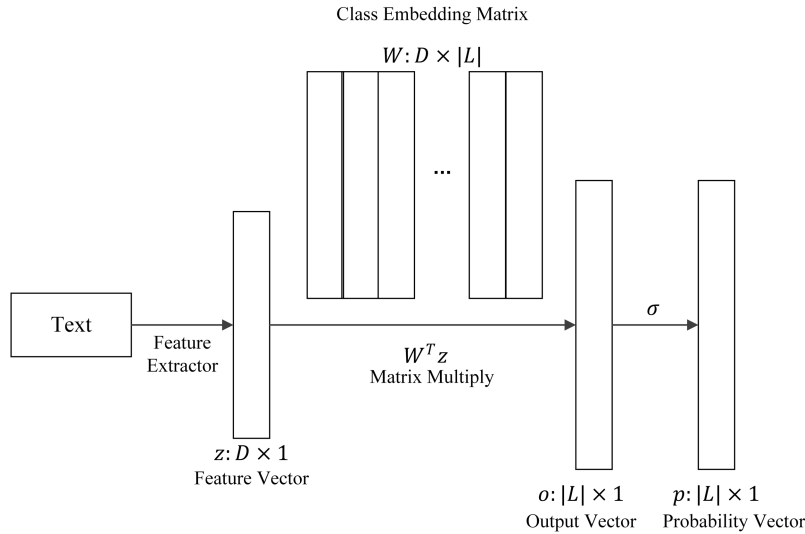 Class Embedding Matrix
W: D × |L|
...
Text
Feature
Extractor
z: D × 1
Feature Vector
W^T z
Matrix Multiply
σ
o: |L| × 1
Output Vector
p: |L| × 1
Probability Vector